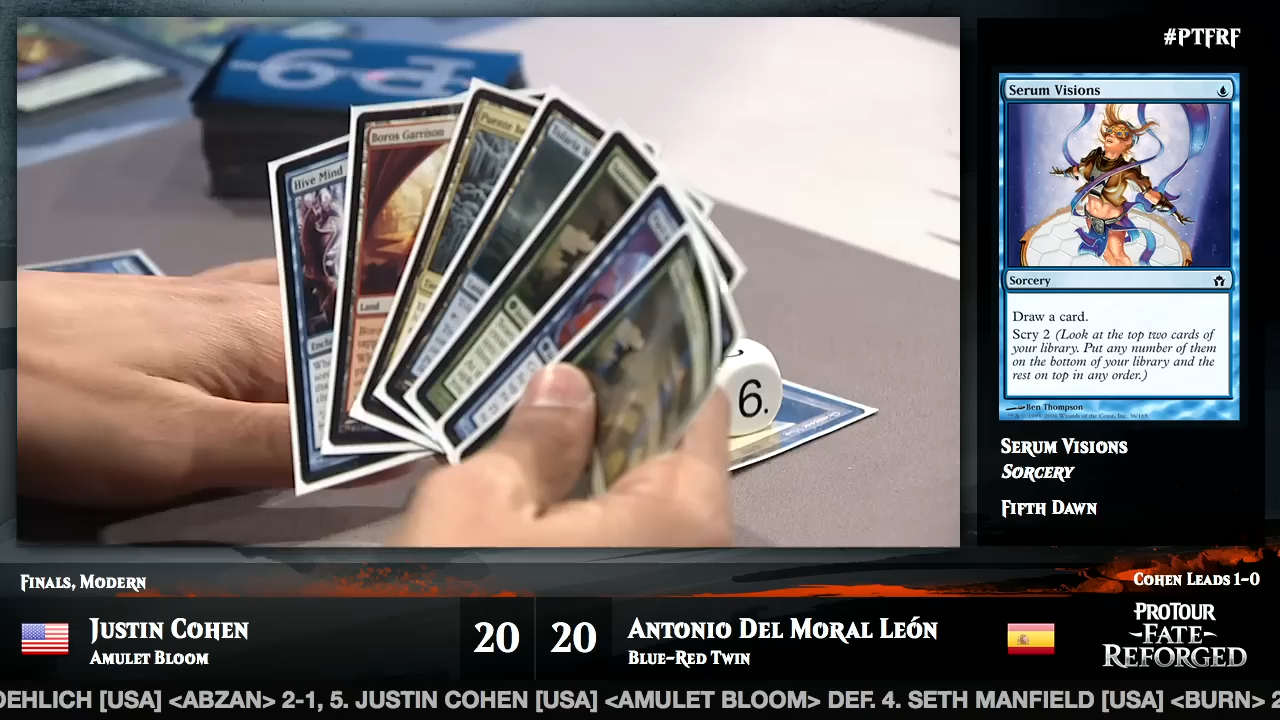 #PTFRF
Serum Visions
Sorcery
Draw a card.
Scry 2 (Look at the top two cards of
your library. Put any number of them
on the bottom of your library and the
rest on top in any order.)
Ben Thompson
Hive Mind
Boros Garrison
Land
Puente
Tolaria
6.
Serum Visions
Sorcery
Fifth Dawn
Finals, Modern
Cohen Leads 1-0
Justin Cohen
Amulet Bloom
20
20
Antonio Del Moral León
Blue-Red Twin
ProTour
-Fate-
Reforged
OEHLICH [USA] <ABZAN> 2-1, 5. JUSTIN COHEN [USA] <AMULET BLOOM> DEF. 4. SETH MANFIELD [USA] <BURN> 2